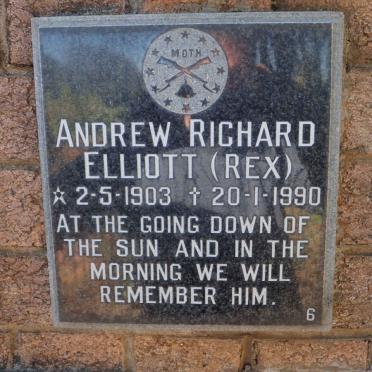 MOTH
ANDREW RICHARD
ELLIOTT (REX)
☆ 2-5-1903 † 20-1-1990
AT THE GOING DOWN OF
THE SUN AND IN THE
MORNING WE WILL
REMEMBER HIM.
6